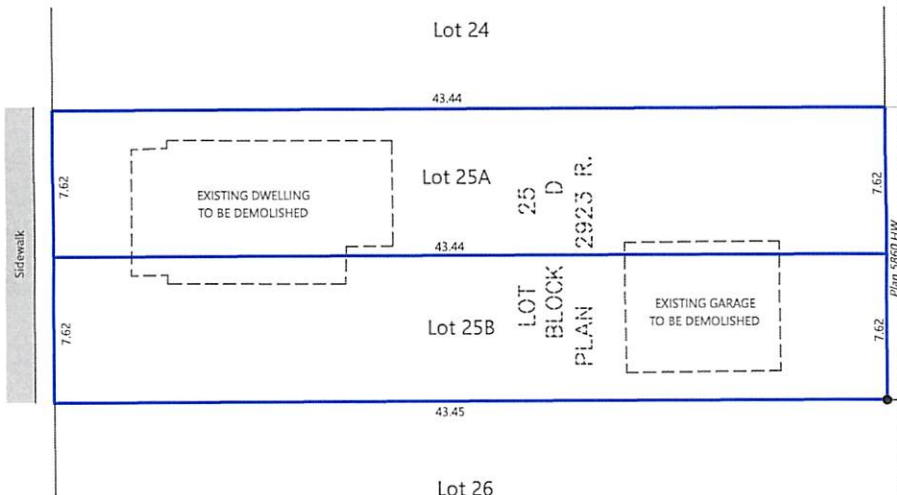 Lot 24
43.44
7.62
EXISTING DWELLING
TO BE DEMOLISHED
Lot 25A
7.62
Sidewalk
43.44
LOT 25
BLOCK D
PLAN 2923 R.
Plan 5860 HW
7.62
Lot 25B
EXISTING GARAGE
TO BE DEMOLISHED
7.62
43.45
Lot 26